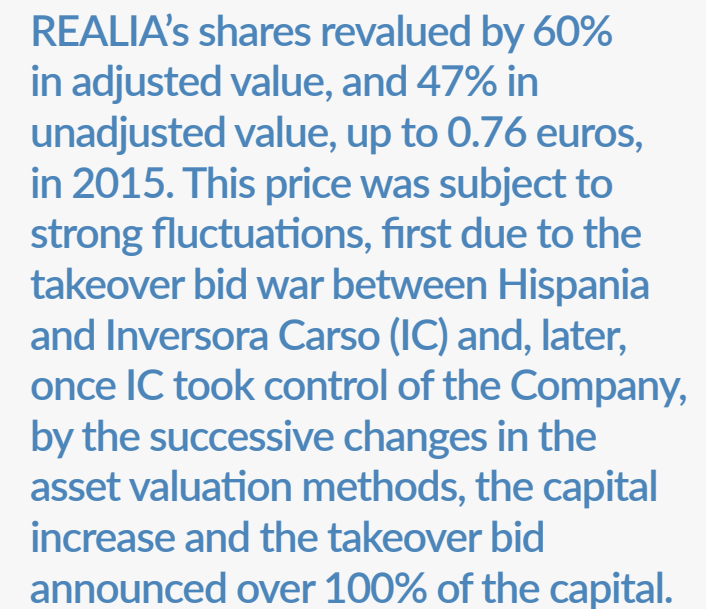 REALIA’s shares revalued by 60%
in adjusted value, and 47% in
unadjusted value, up to 0.76 euros,
in 2015. This price was subject to
strong fluctuations, first due to the
takeover bid war between Hispania
and Inversora Carso (IC) and, later,
once IC took control of the Company,
by the successive changes in the
asset valuation methods, the capital
increase and the takeover bid
announced over 100% of the capital.